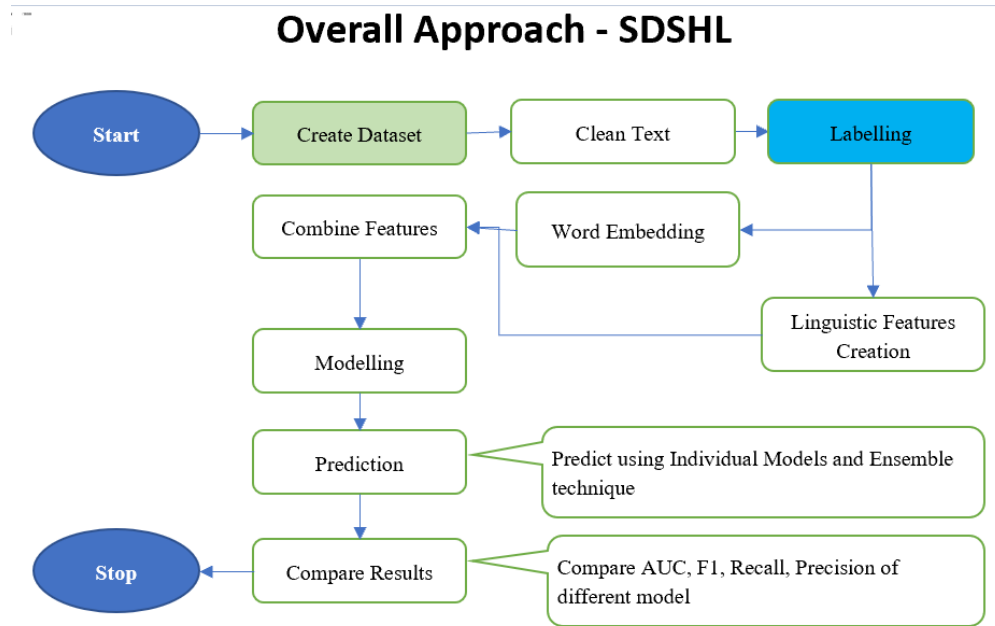 Overall Approach - SDSHL
Start
Create Dataset
Clean Text
Labelling
Combine Features
Word Embedding
Linguistic Features
Creation
Modelling
Prediction
Predict using Individual Models and Ensemble
technique
Stop
Compare Results
Compare AUC, F1, Recall, Precision of
different model